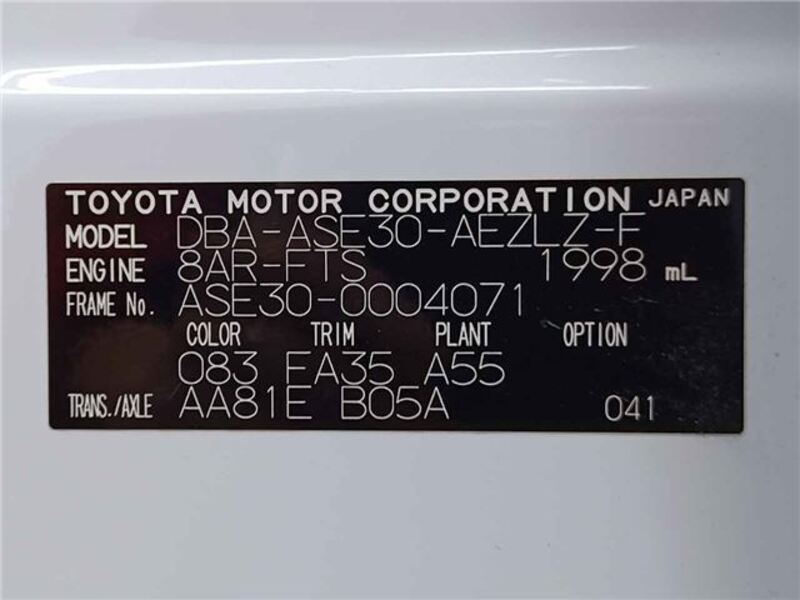 TOYOTA MOTOR CORPORATION JAPAN
MODEL DBA-ASE30-AEZLZ-F
ENGINE 8AR-FTS 1998 mL
FRAME No. ASE30-0004071
COLOR TRIM PLANT OPTION
083 FA35 A55
TRANS./AXLE AA81E B05A 041